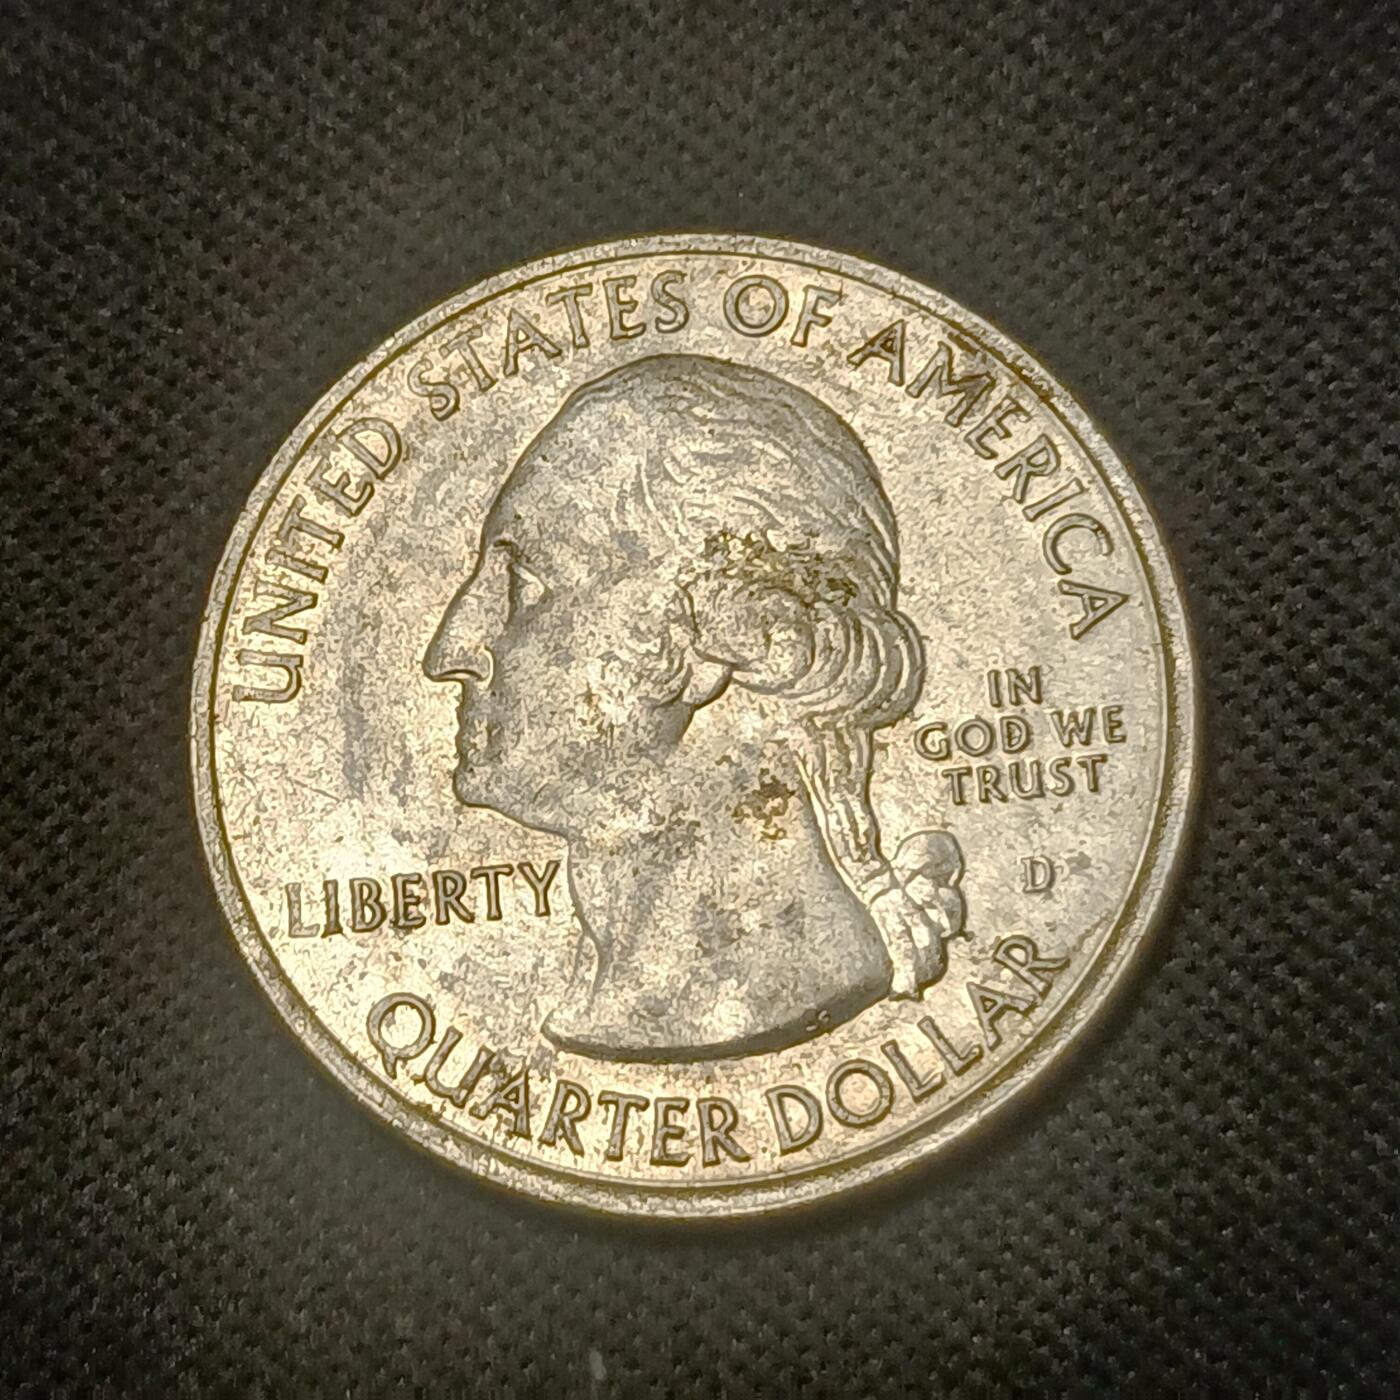 UNITED STATES OF AMERICA
IN
GOD WE
TRUST
LIBERTY
D
QUARTER DOLLAR